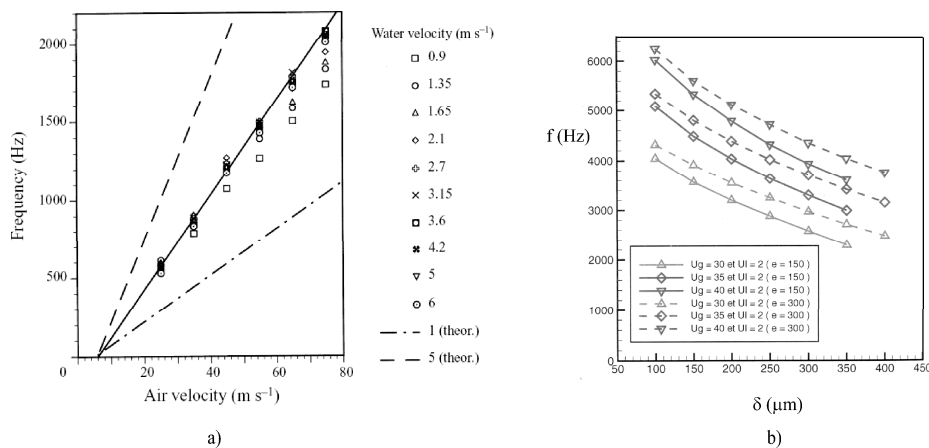 a)
Frequency (Hz)
2000
1500
1000
500
0
20
40
60
80
Air velocity (m s⁻¹)
Water velocity (m s⁻¹)
0.9
1.35
1.65
2.1
2.7
3.15
3.6
4.2
5
6
1 (theor.)
5 (theor.)
a)
f (Hz)
6000
5000
4000
3000
2000
1000
0
Ug = 30 et Ul = 2 ( e = 150)
Ug = 35 et Ul = 2 ( e = 150)
Ug = 40 et Ul = 2 ( e = 150)
Ug = 30 et Ul = 2 ( e = 300)
Ug = 35 et Ul = 2 ( e = 300)
Ug = 40 et Ul = 2 ( e = 300)
50
100
150
200
250
300
350
400
450
δ (μm)
b)